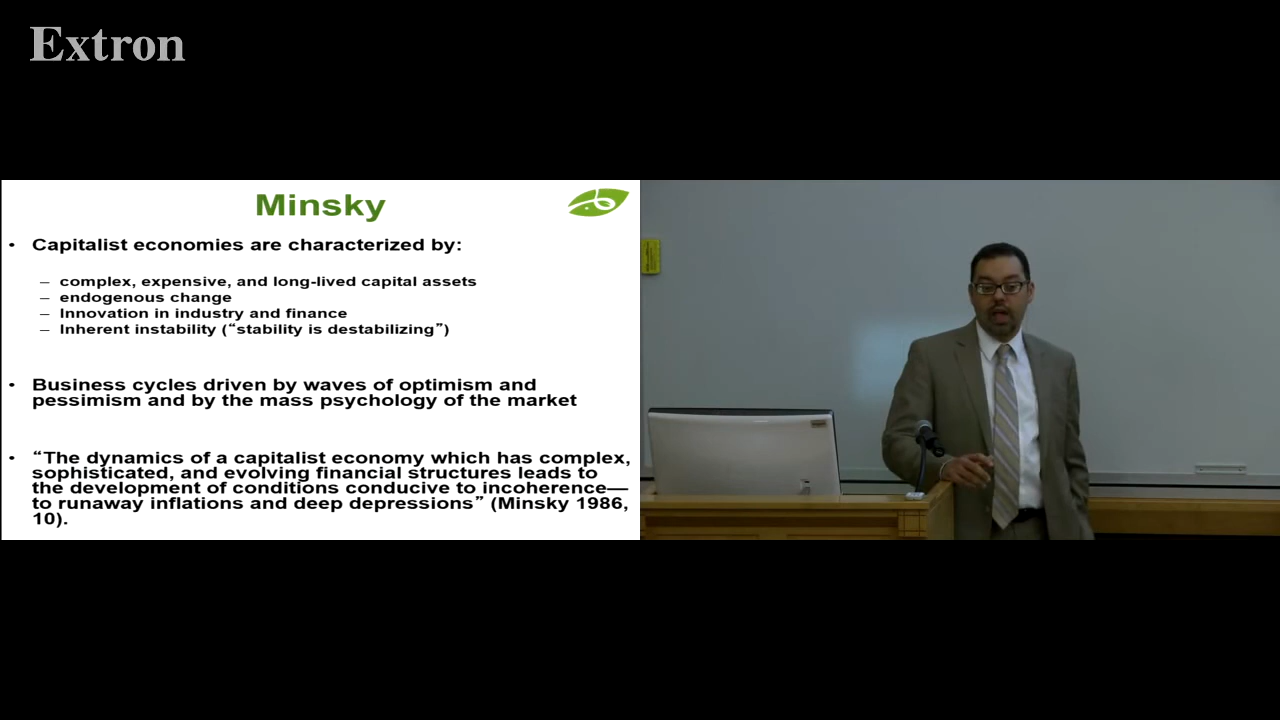 Extron
Minsky
• Capitalist economies are characterized by:
– complex, expensive, and long-lived capital assets
– endogenous change
– Innovation in industry and finance
– Inherent instability (“stability is destabilizing”)
• Business cycles driven by waves of optimism and
pessimism and by the mass psychology of the market
• “The dynamics of a capitalist economy which has complex,
sophisticated, and evolving financial structures leads to
the development of conditions conducive to incoherence—
to runaway inflations and deep depressions” (Minsky 1986,
10).